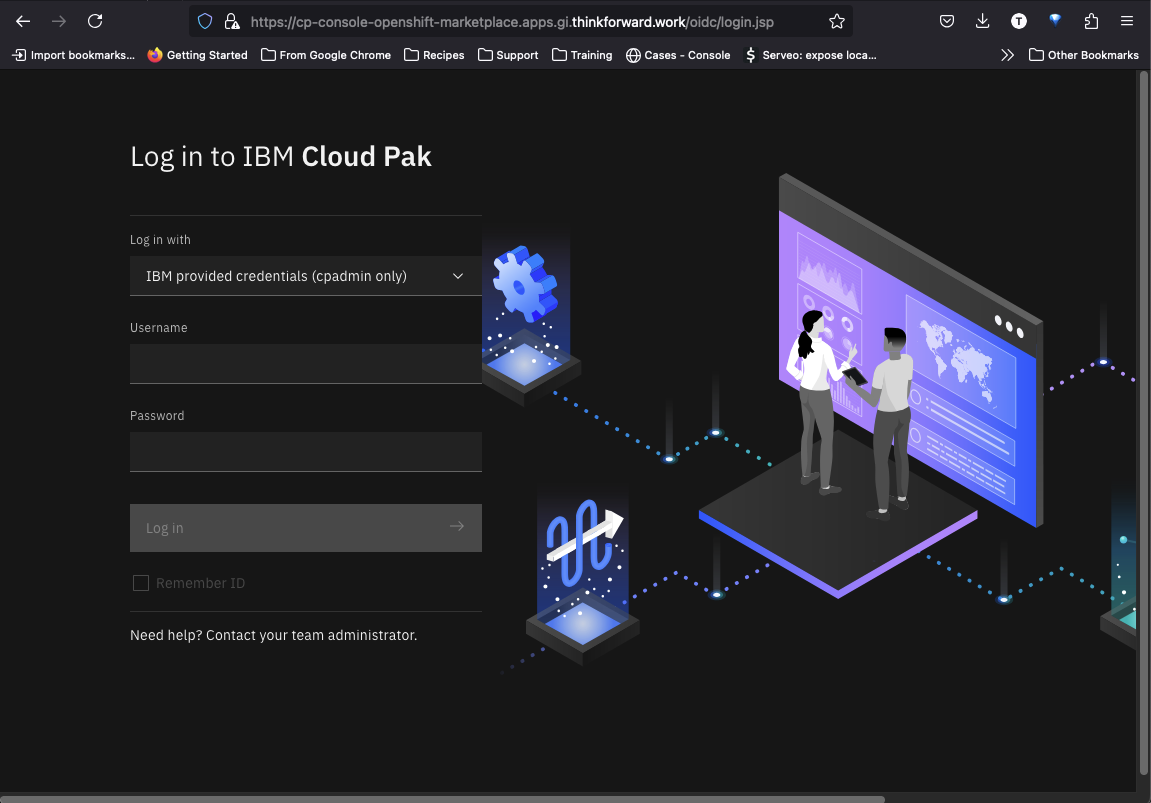 https://cp-console-openshift-marketplace.apps.gi.thinkforward.work/oidc/login.jsp
T
Import bookmarks... Getting Started From Google Chrome Recipes Support Training Cases - Console Serveo: expose loca... Other Bookmarks
Log in to IBM Cloud Pak
Log in with
IBM provided credentials (cpadmin only)
Username
Password
Log in
Remember ID
Need help? Contact your team administrator.